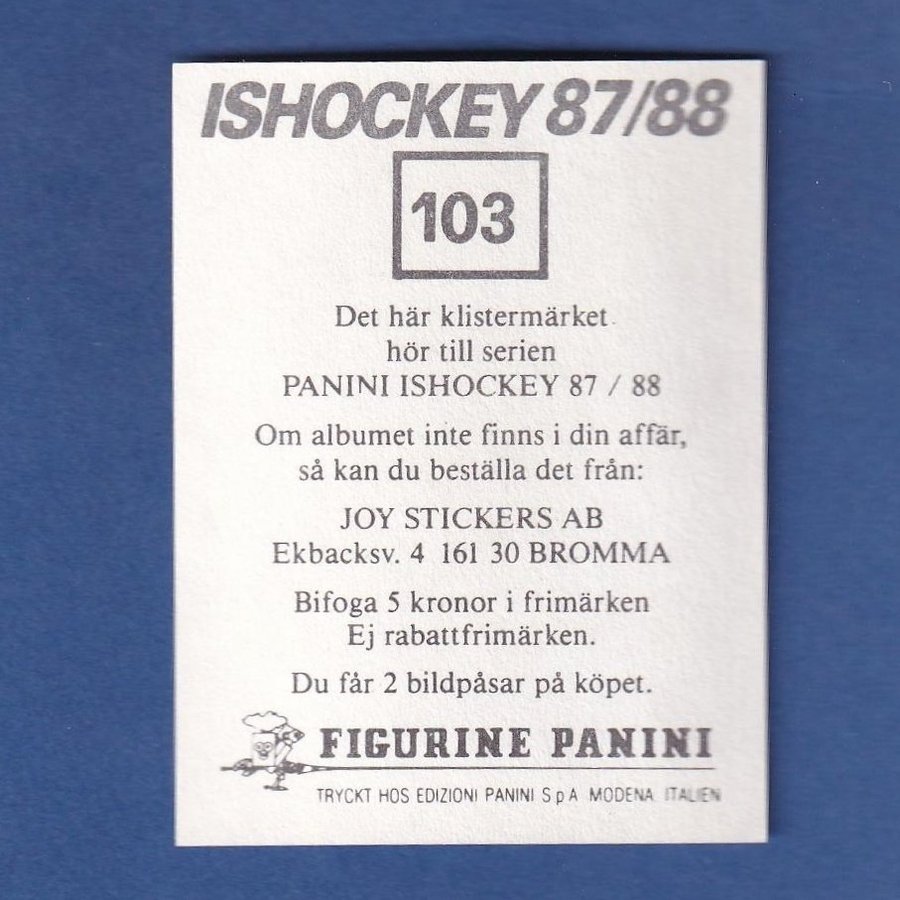 ISHOCKEY 87/88
103
Det här klistermärket
hör till serien
PANINI ISHOCKEY 87 / 88
Om albumet inte finns i din affär,
så kan du beställa det från:
JOY STICKERS AB
Ekbacksv. 4 161 30 BROMMA
Bifoga 5 kronor i frimärken
Ej rabattfrimärken.
Du får 2 bildpåsar på köpet.
FIGURINE PANINI
TRYCKT HOS EDIZIONI PANINI S p A MODENA ITALIEN